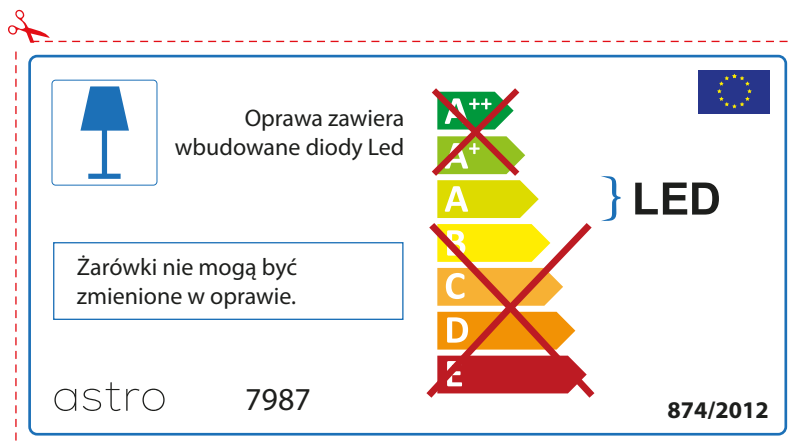 Oprawa zawiera
wbudowane diody Led
A++
A+
A
B
C
D
E
} LED
Żarówki nie mogą być
zmienione w oprawie.
astro 7987
874/2012